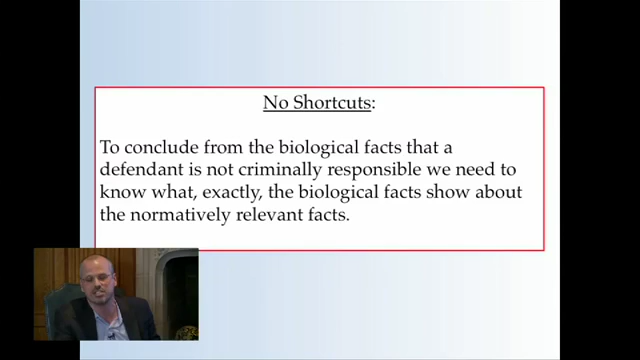 No Shortcuts:
To conclude from the biological facts that a
defendant is not criminally responsible we need to
know what, exactly, the biological facts show about
the normatively relevant facts.